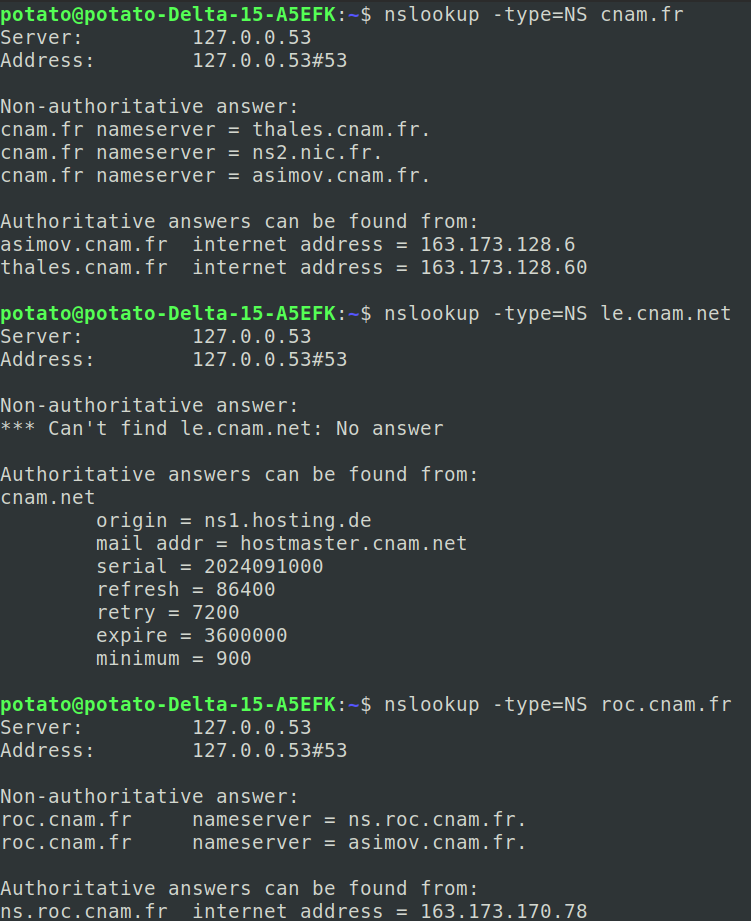 potato@potato-Delta-15-A5EFK:~$ nslookup -type=NS cnam.fr
Server:         127.0.0.53
Address:        127.0.0.53#53

Non-authoritative answer:
cnam.fr nameserver = thales.cnam.fr.
cnam.fr nameserver = ns2.nic.fr.
cnam.fr nameserver = asimov.cnam.fr.

Authoritative answers can be found from:
asimov.cnam.fr  internet address = 163.173.128.6
thales.cnam.fr  internet address = 163.173.128.60

potato@potato-Delta-15-A5EFK:~$ nslookup -type=NS le.cnam.net
Server:         127.0.0.53
Address:        127.0.0.53#53

Non-authoritative answer:
*** Can't find le.cnam.net: No answer

Authoritative answers can be found from:
cnam.net
        origin = ns1.hosting.de
        mail addr = hostmaster.cnam.net
        serial = 2024091000
        refresh = 86400
        retry = 7200
        expire = 3600000
        minimum = 900

potato@potato-Delta-15-A5EFK:~$ nslookup -type=NS roc.cnam.fr
Server:         127.0.0.53
Address:        127.0.0.53#53

Non-authoritative answer:
roc.cnam.fr     nameserver = ns.roc.cnam.fr.
roc.cnam.fr     nameserver = asimov.cnam.fr.

Authoritative answers can be found from:
ns.roc.cnam.fr  internet address = 163.173.170.78